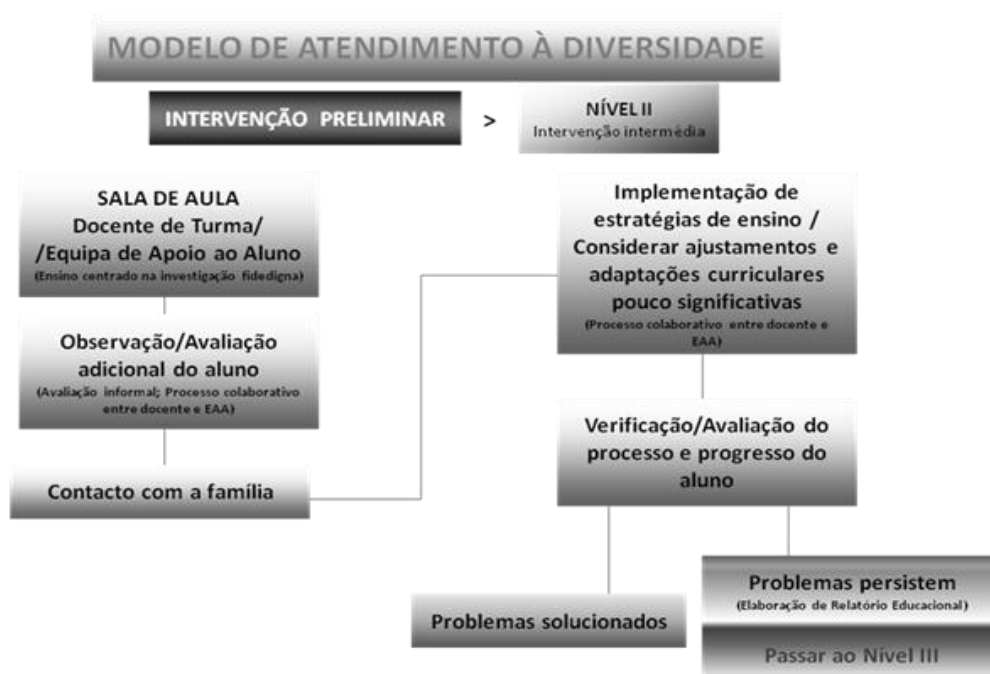 MODELO DE ATENDIMENTO À DIVERSIDADE
INTERVENÇÃO PRELIMINAR
>
NÍVEL II
Intervenção intermédia
SALA DE AULA
Docente de Turma/
/Equipa de Apoio ao Aluno
(Ensino centrado na investigação fidedigna)
Observação/Avaliação
adicional do aluno
(Avaliação informal; Processo colaborativo
entre docente e EAA)
Contacto com a família
Implementação de
estratégias de ensino /
Considerar ajustamentos e
adaptações curriculares
pouco significativas
(Processo colaborativo entre docente e
EAA)
Verificação/Avaliação do
processo e progresso do
aluno
Problemas solucionados
Problemas persistem
(Elaboração de Relatório Educacional)
Passar ao Nível III